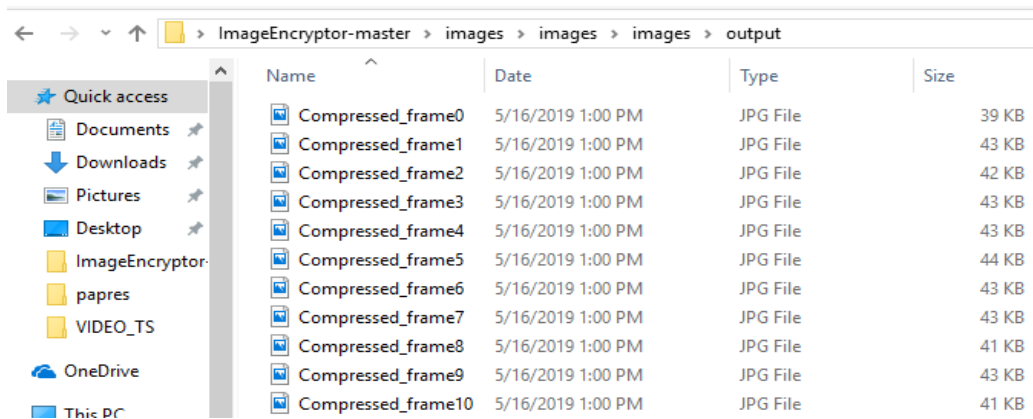 ImageEncryptor-master > images > images > images > output
Name Date Type Size
Quick access
Documents
Downloads
Pictures
Desktop
ImageEncryptor-
papres
VIDEO_TS
OneDrive
This PC
Compressed_frame0 5/16/2019 1:00 PM JPG File 39 KB
Compressed_frame1 5/16/2019 1:00 PM JPG File 43 KB
Compressed_frame2 5/16/2019 1:00 PM JPG File 42 KB
Compressed_frame3 5/16/2019 1:00 PM JPG File 43 KB
Compressed_frame4 5/16/2019 1:00 PM JPG File 43 KB
Compressed_frame5 5/16/2019 1:00 PM JPG File 44 KB
Compressed_frame6 5/16/2019 1:00 PM JPG File 43 KB
Compressed_frame7 5/16/2019 1:00 PM JPG File 43 KB
Compressed_frame8 5/16/2019 1:00 PM JPG File 41 KB
Compressed_frame9 5/16/2019 1:00 PM JPG File 43 KB
Compressed_frame10 5/16/2019 1:00 PM JPG File 41 KB